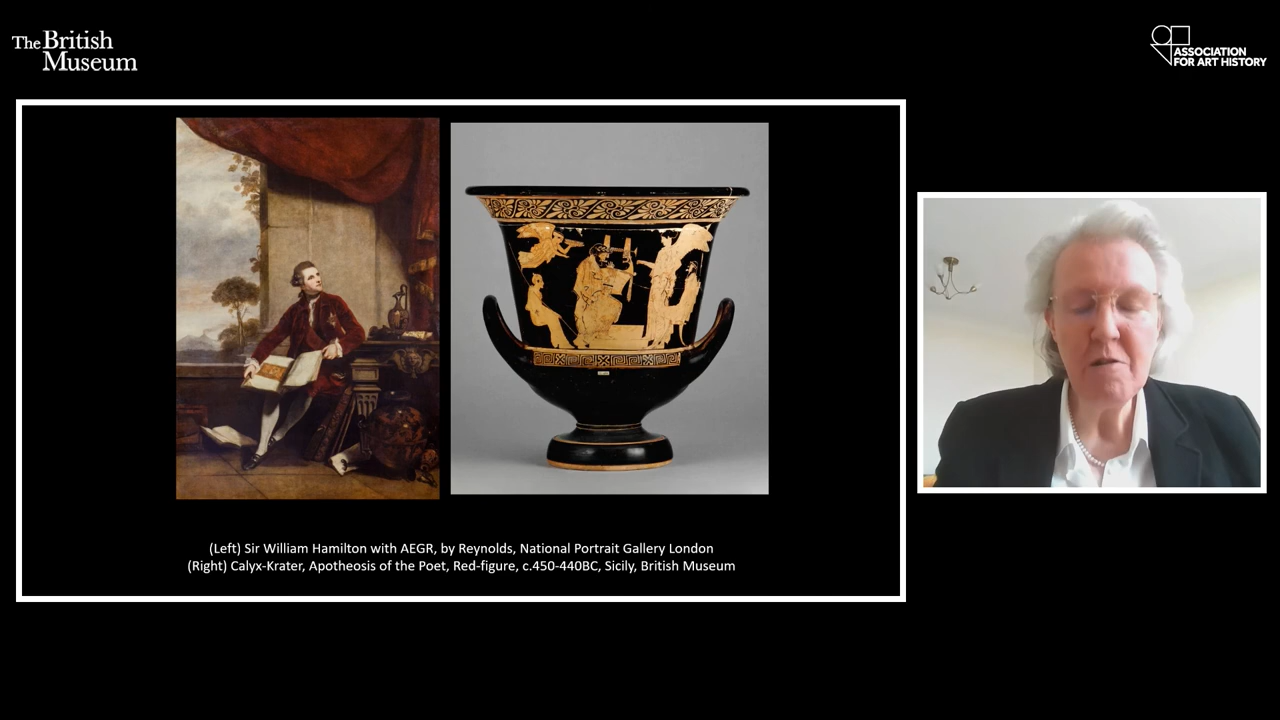 The British
Museum
ASSOCIATION
FOR ART HISTORY
(Left) Sir William Hamilton with AEGR, by Reynolds, National Portrait Gallery London
(Right) Calyx-Krater, Apotheosis of the Poet, Red-figure, c.450-440BC, Sicily, British Museum